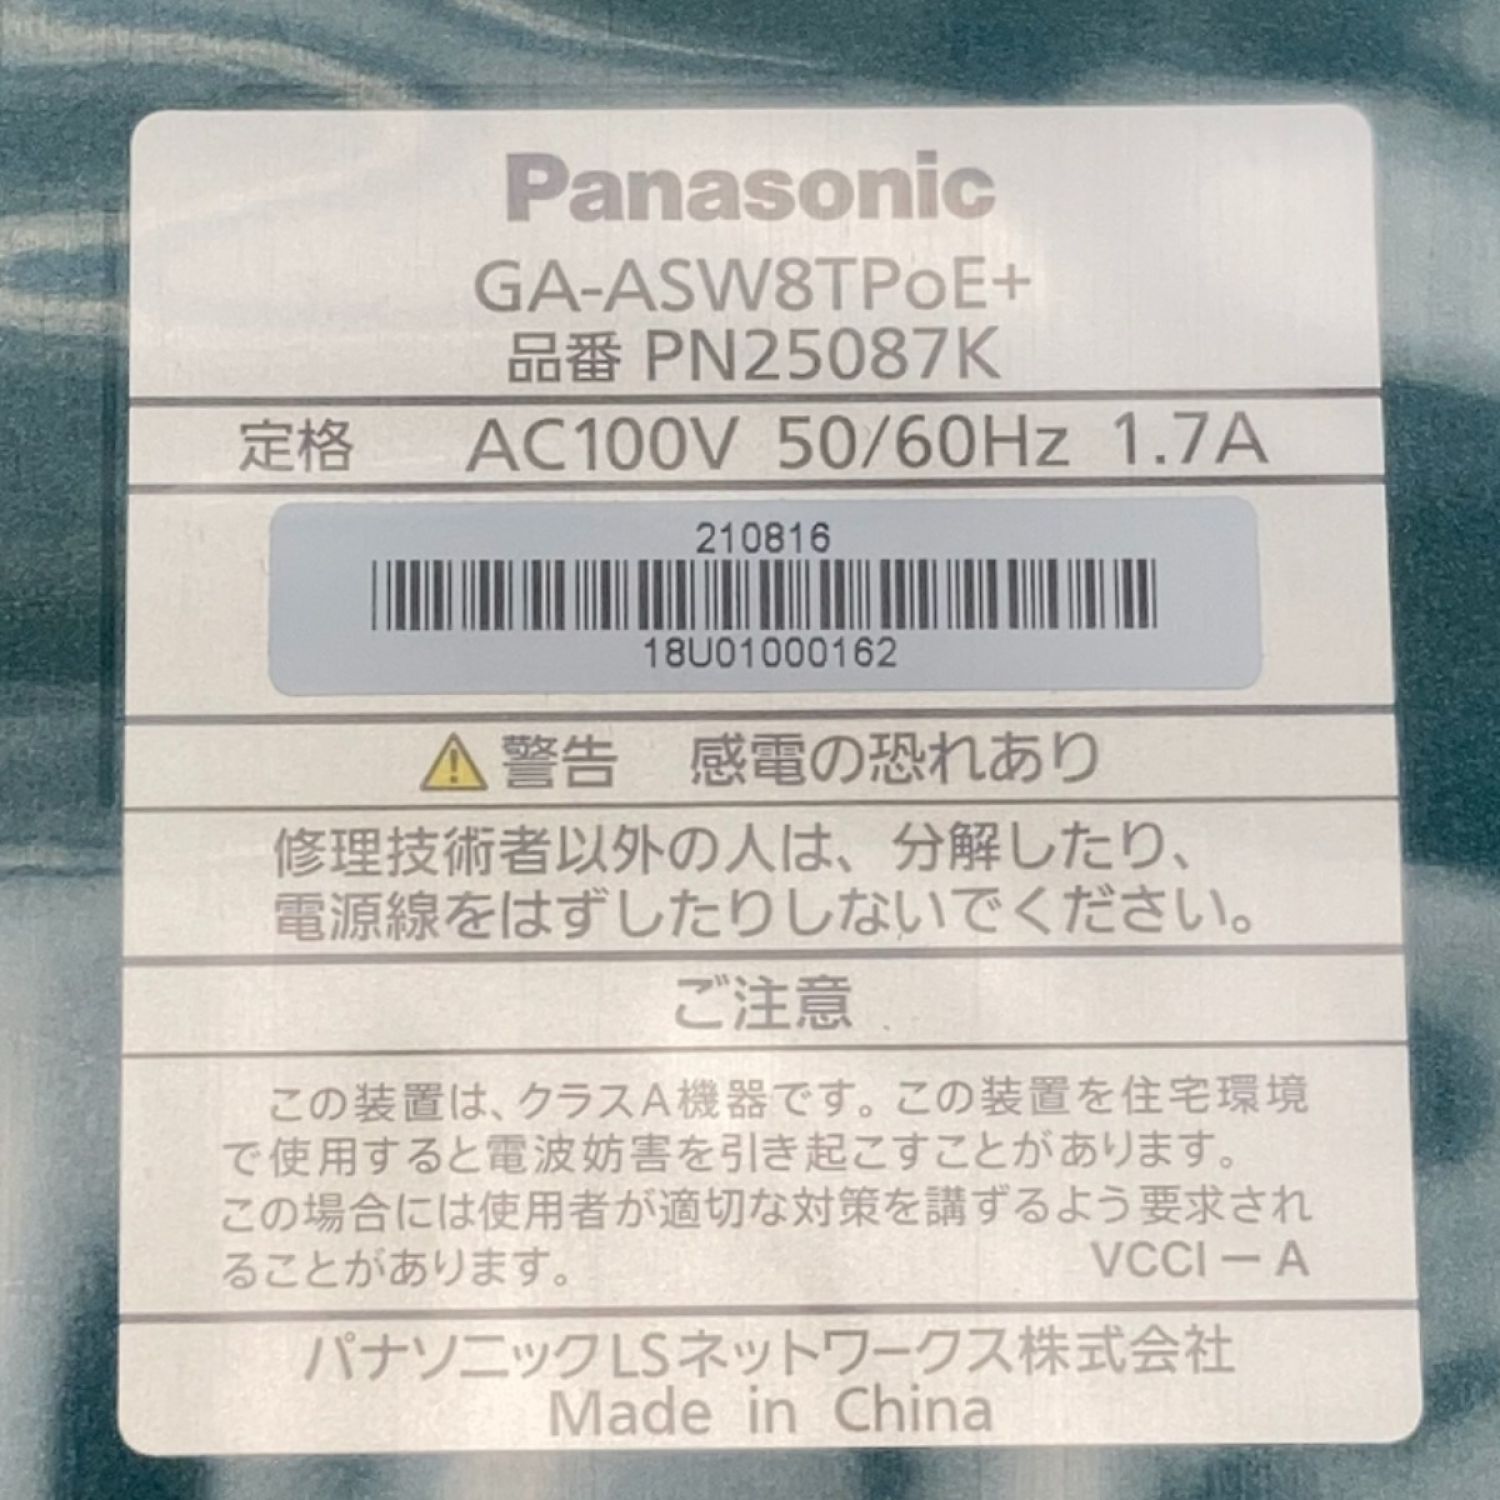 Panasonic
GA-ASW8TPoE+
品番 PN25087K
定格 AC100V 50/60Hz 1.7A
210816
18U01000162
警告 感電の恐れあり
修理技術者以外の人は、分解したり、
電源線をはずしたりしないでください。
ご注意
この装置は、クラスA機器です。この装置を住宅環境
で使用すると電波妨害を引き起こすことがあります。
この場合には使用者が適切な対策を講ずるよう要求され
ることがあります。 VCCI－A
パナソニックLSネットワークス株式会社
Made in China